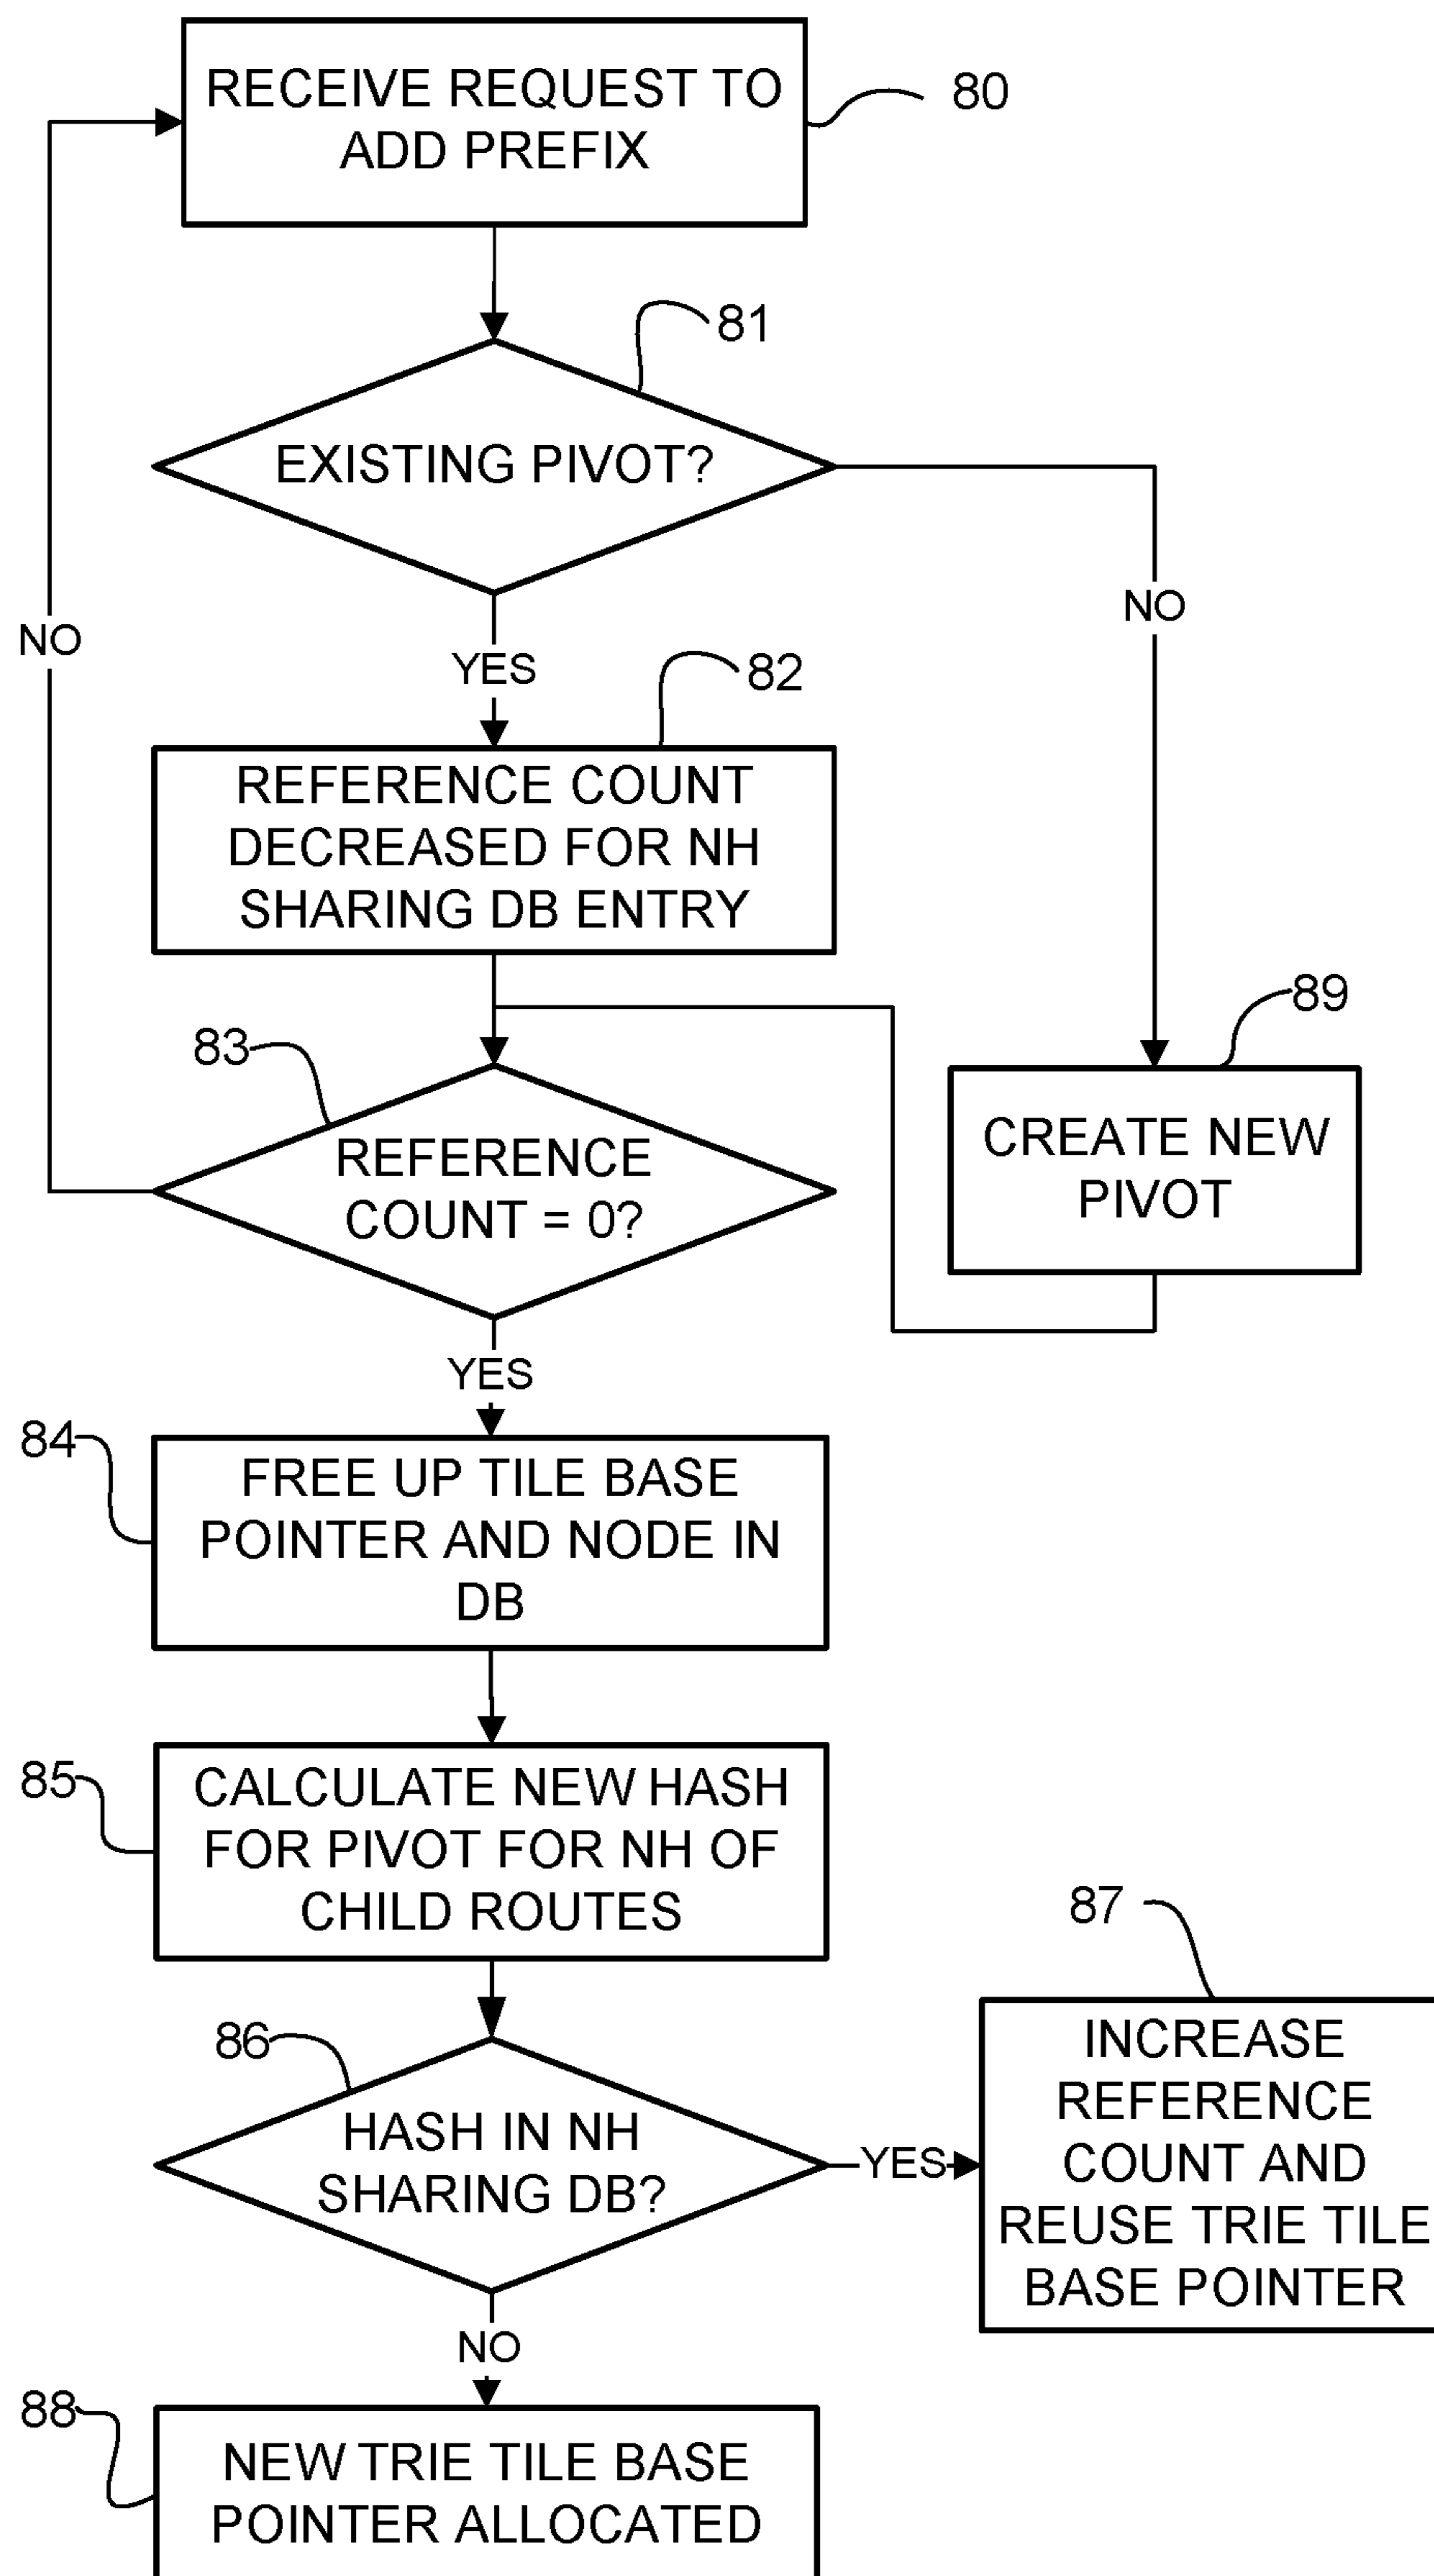 RECEIVE REQUEST TO
ADD PREFIX
80
81
EXISTING PIVOT?
NO
NO
YES
82
REFERENCE COUNT
DECREASED FOR NH
SHARING DB ENTRY
89
83
REFERENCE
COUNT = 0?
CREATE NEW
PIVOT
YES
84
FREE UP TILE BASE
POINTER AND NODE IN
DB
85
CALCULATE NEW HASH
FOR PIVOT FOR NH OF
CHILD ROUTES
87
86
HASH IN NH
SHARING DB?
YES
INCREASE
REFERENCE
COUNT AND
REUSE TRIE TILE
BASE POINTER
NO
88
NEW TRIE TILE BASE
POINTER ALLOCATED